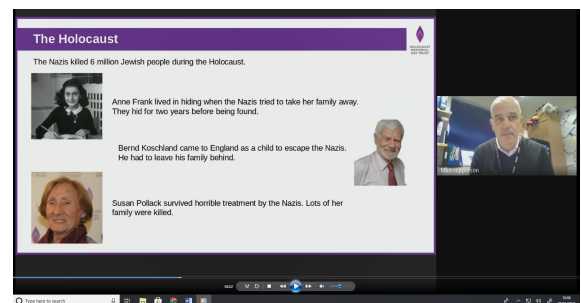 The Holocaust
HOLOCAUST
MEMORIAL
DAY TRUST
The Nazis killed 6 million Jewish people during the Holocaust.
Anne Frank lived in hiding when the Nazis tried to take her family away.
They hid for two years before being found.
Bernd Koschland came to England as a child to escape the Nazis.
He had to leave his family behind.
Susan Pollack survived horrible treatment by the Nazis. Lots of her
family were killed.
Type here to search